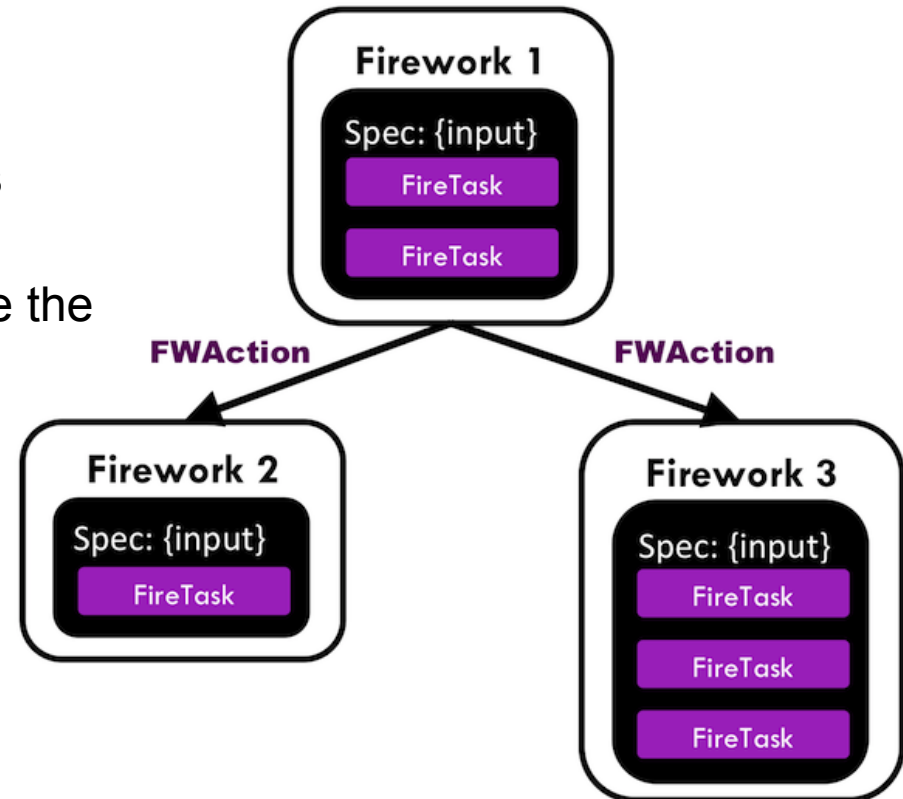 Firework 1
Spec: {input}
FireTask
FireTask
s
e the
FWAction
FWAction
Firework 2
Spec: {input}
FireTask
Firework 3
Spec: {input}
FireTask
FireTask
FireTask